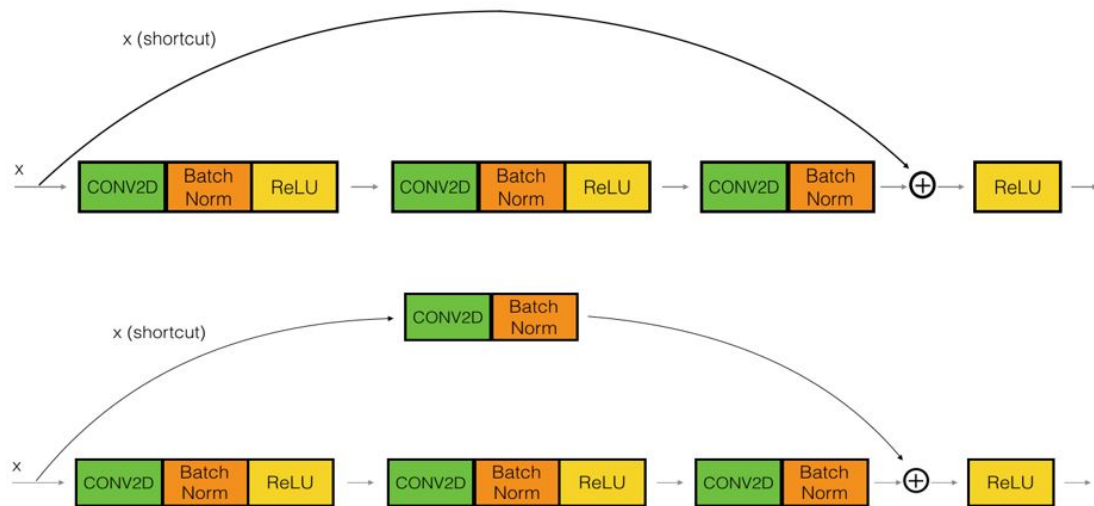 x (shortcut)
x
CONV2D
Batch
Norm
ReLU
CONV2D
Batch
Norm
ReLU
CONV2D
Batch
Norm
ReLU
x (shortcut)
CONV2D
Batch
Norm
x
CONV2D
Batch
Norm
ReLU
CONV2D
Batch
Norm
ReLU
CONV2D
Batch
Norm
ReLU